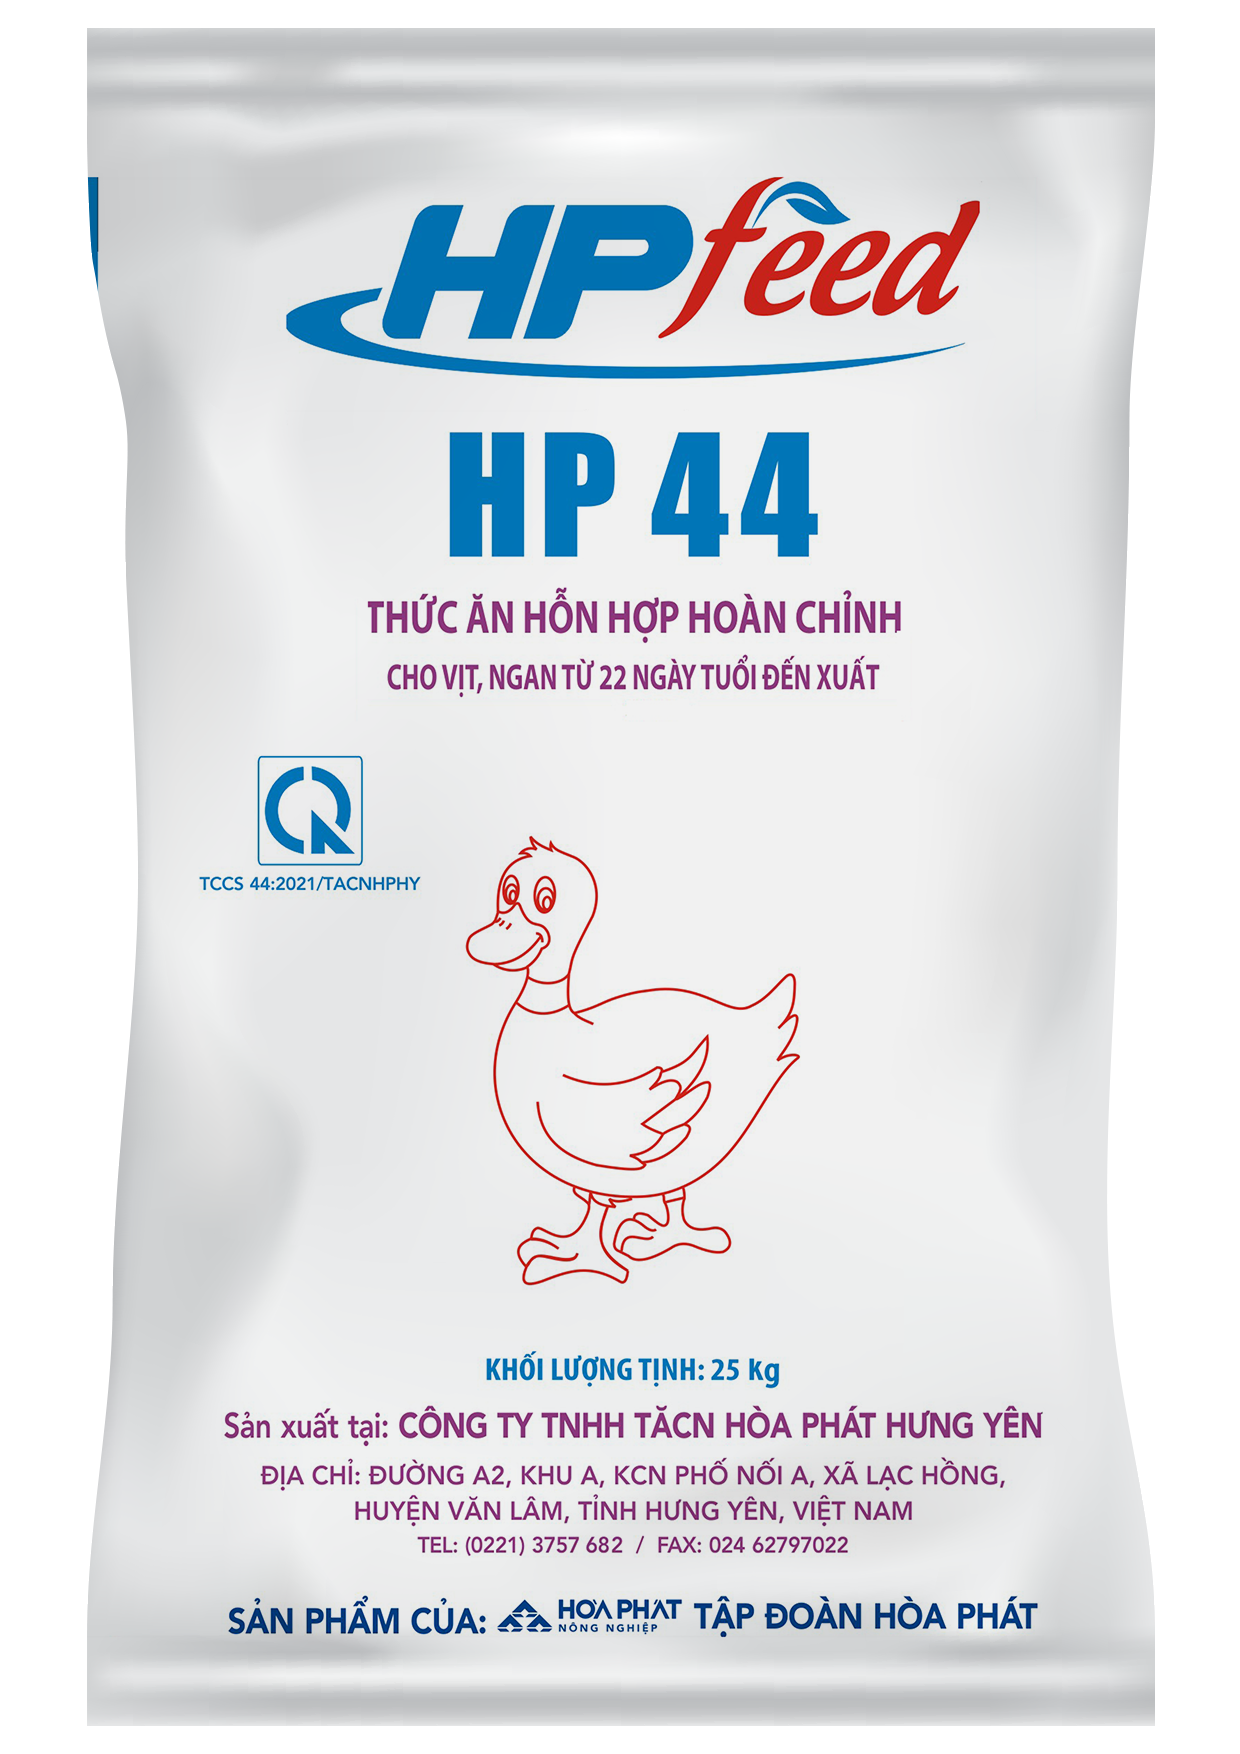 HPfeed
HP 44
THỨC ĂN HỖN HỢP HOÀN CHỈNH
CHO VỊT, NGAN TỪ 22 NGÀY TUỔI ĐẾN XUẤT
TCCS 44:2021/TACNHPHY
KHỐI LƯỢNG TỊNH: 25 kg
Sản xuất tại: CÔNG TY TNHH TĂCN HÒA PHÁT HƯNG YÊN
ĐỊA CHỈ: ĐƯỜNG A2, KHU A, KCN PHỐ NỐI A, XÃ LẠC HỒNG,
HUYỆN VĂN LÂM, TỈNH HƯNG YÊN, VIỆT NAM
TEL: (0221) 3757 682 / FAX: 024 62797022
SẢN PHẨM CỦA: HÒA PHÁT NÔNG NGHIỆP TẬP ĐOÀN HÒA PHÁT